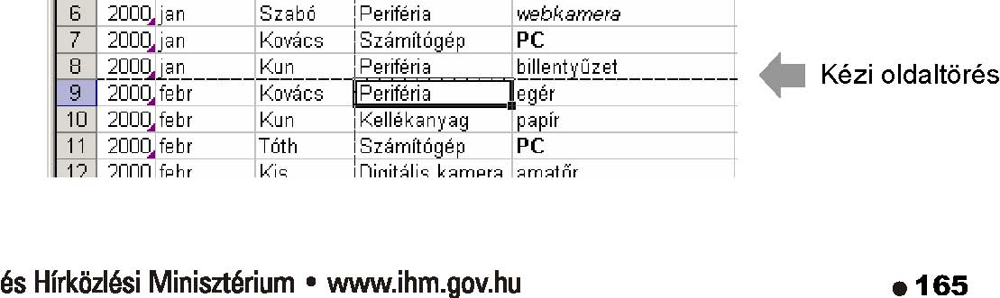 6 2000 jan Szabó Periféria webkamera
7 2000 jan Kovács Számítógép PC
8 2000 jan Kun Periféria billentyűzet
Kézi oldaltörés
9 2000 febr Kovács Periféria egér
10 2000 febr Kun Kellékanyag papír
11 2000 febr Tóth Számítógép PC
12 2000 febr Kis Digitális kamera amatőr
és Hírközlési Minisztérium • www.ihm.gov.hu ● 165